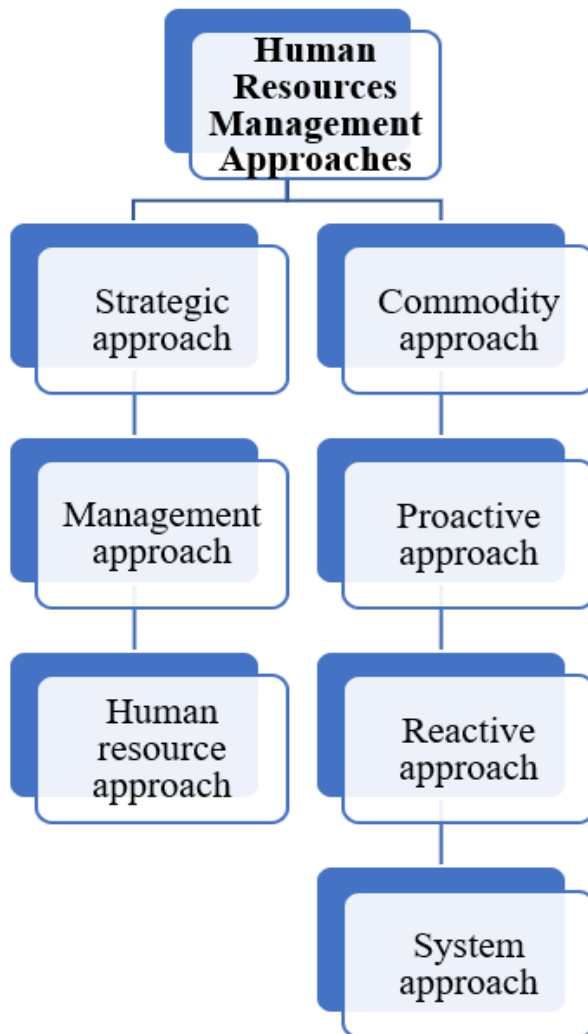 Human
Resources
Management
Approaches
Strategic
approach
Commodity
approach
Management
approach
Proactive
approach
Human
resource
approach
Reactive
approach
System
approach